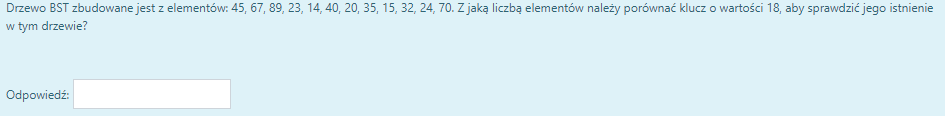 Drzewo BST zbudowane jest z elementów: 45, 67, 89, 23, 14, 40, 20, 35, 15, 32, 24, 70. Z jaką liczbą elementów należy porównać klucz o wartości 18, aby sprawdzić jego istnienie
w tym drzewie?
Odpowiedź: